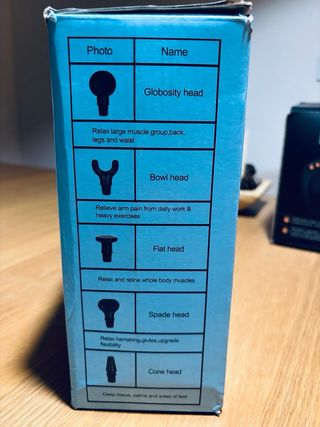 Photo Name
Globosity head
Relax large muscle group,back,
legs and waist
Bowl head
Relieve arm pain from daily work &
heavy exercises
Flat head
Relax and reline whole body muscles
Spade head
Relax hamstring,glutes,upgrade
flexibility
Cone head
Deep tissue, palms and soles of feet